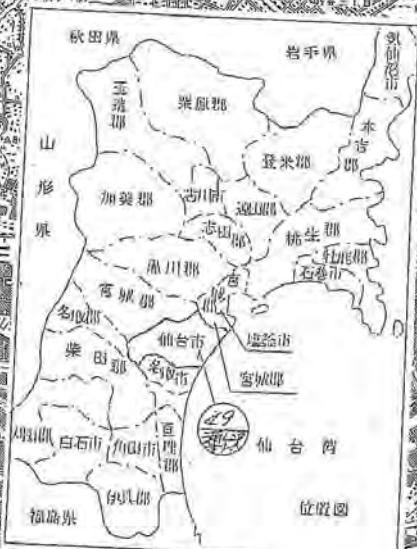 秋田県
岩手県
気仙沼市
玉造郡
栗原郡
本吉郡
登米郡
山形県
古川市
遠田郡
加美郡
志田郡
桃生郡
牡鹿郡
石巻市
黒川郡
宮城郡
宮城郡
名取郡
塩釜市
仙台市
柴田郡
宮城郡
名取市
刈田郡
白石市
角田市
亘理郡
仙台湾
伊具郡
福島県
位置図